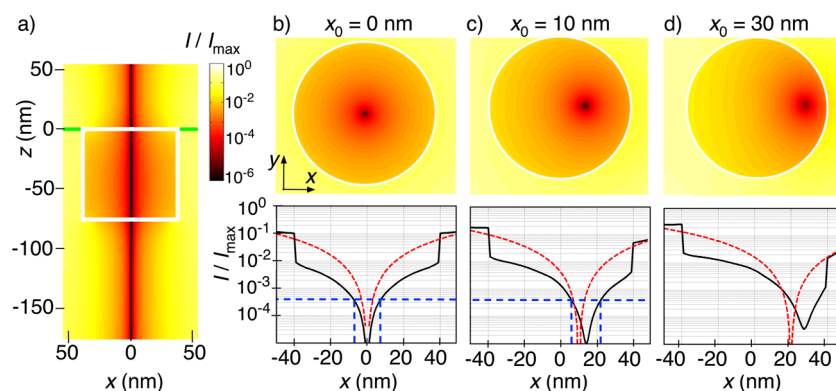 a)
I / Imax
10^0
10^-2
10^-4
10^-6
50
0
-50
-100
-150
z (nm)
50 0 50
x (nm)
b) x0 = 0 nm
c) x0 = 10 nm
d) x0 = 30 nm
y
x
I / Imax
10^0
10^-1
10^-2
10^-3
10^-4
-40 -20 0 20 40
x (nm)
-40 -20 0 20 40
x (nm)
-40 -20 0 20 40
x (nm)